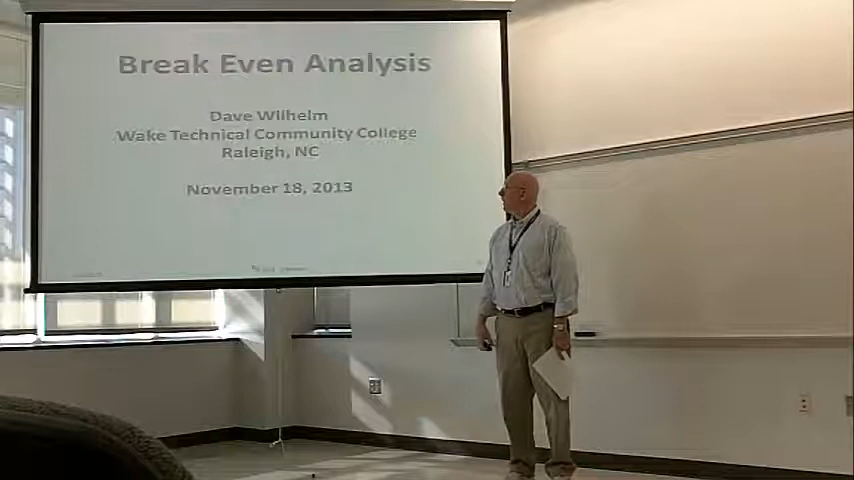 Break Even Analysis
Dave Wilhelm
Wake Technical Community College
Raleigh, NC
November 18, 2013